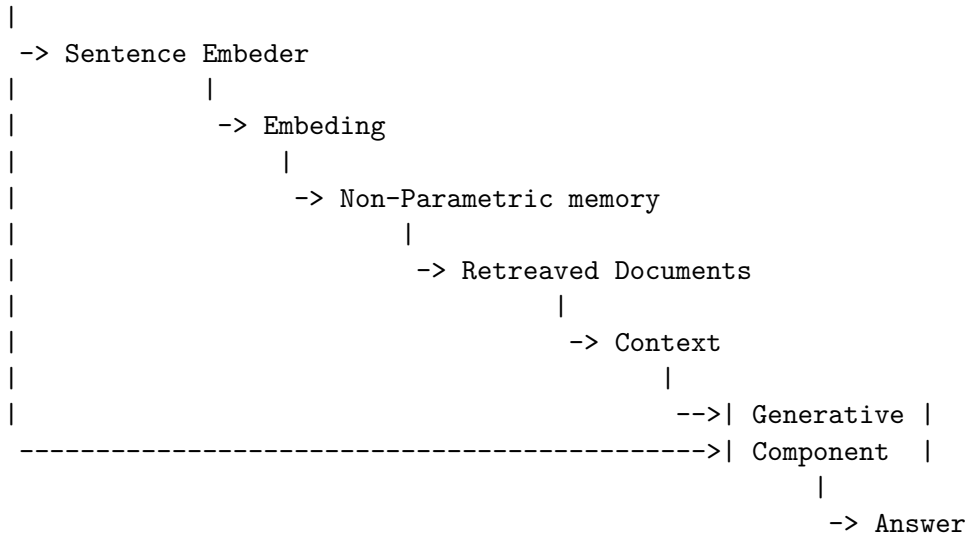 Sentence Embeder
Embeding
Non-Parametric memory
Retreaved Documents
Context
Generative
Component
Answer